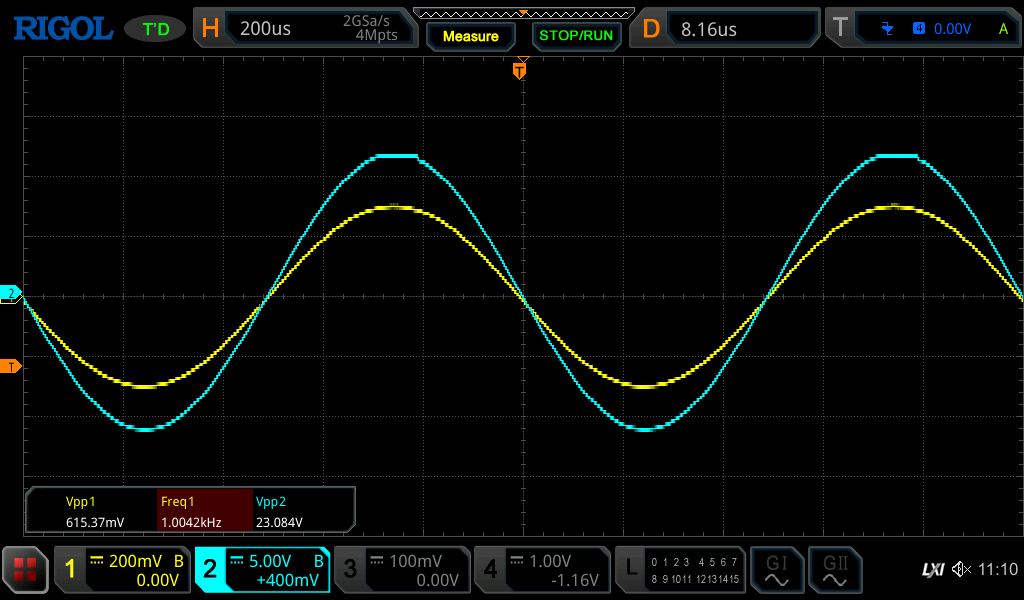 RIGOL T'D H 200us 2GSa/s 4Mpts Measure STOP/RUN D 8.16us T 4 0.00V A
T
2
T
Vpp1 Freq1 Vpp2
615.37mV 1.0042kHz 23.084V
1 200mV B 0.00V 2 5.00V B +400mV 3 100mV 0.00V 4 1.00V -1.16V L 0 1 2 3 4 5 6 7 GI GII LXI 11:10
8 9 10 11 12 13 14 15